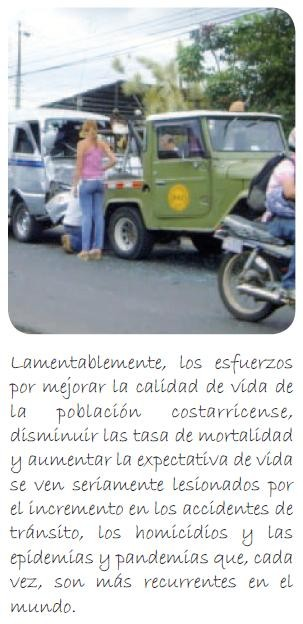 Lamentablemente, los esfuerzos
por mejorar la calidad de vida de
la población costarricense,
disminuir las tasa de mortalidad
y aumentar la expectativa de vida
se ven seriamente lesionados por
el incremento en los accidentes de
tránsito, los homicidios y las
epidemias y pandemias que, cada
vez, son más recurrentes en el
mundo.